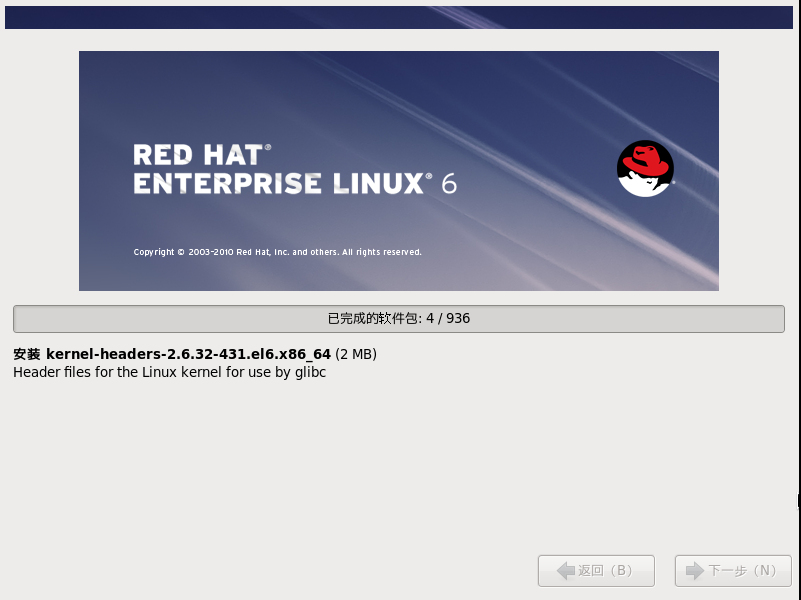 RED HAT®
ENTERPRISE LINUX® 6
Copyright © 2003-2010 Red Hat, Inc. and others. All rights reserved.
已完成的软件包: 4 / 936
安装 kernel-headers-2.6.32-431.el6.x86_64 (2 MB)
Header files for the Linux kernel for use by glibc
返回（B）
下一步（N）